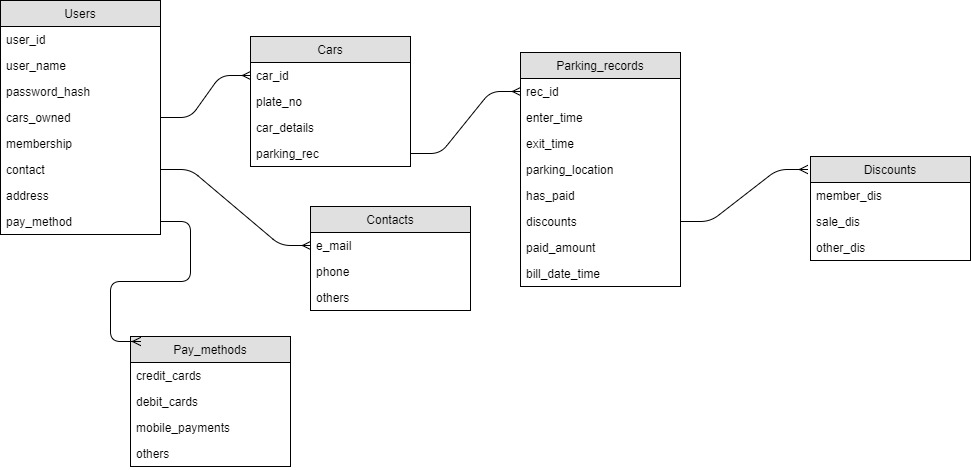 Users
user_id
user_name
password_hash
cars_owned
membership
contact
address
pay_method
Cars
car_id
plate_no
car_details
parking_rec
Parking_records
rec_id
enter_time
exit_time
parking_location
has_paid
discounts
paid_amount
bill_date_time
Discounts
member_dis
sale_dis
other_dis
Contacts
e_mail
phone
others
Pay_methods
credit_cards
debit_cards
mobile_payments
others